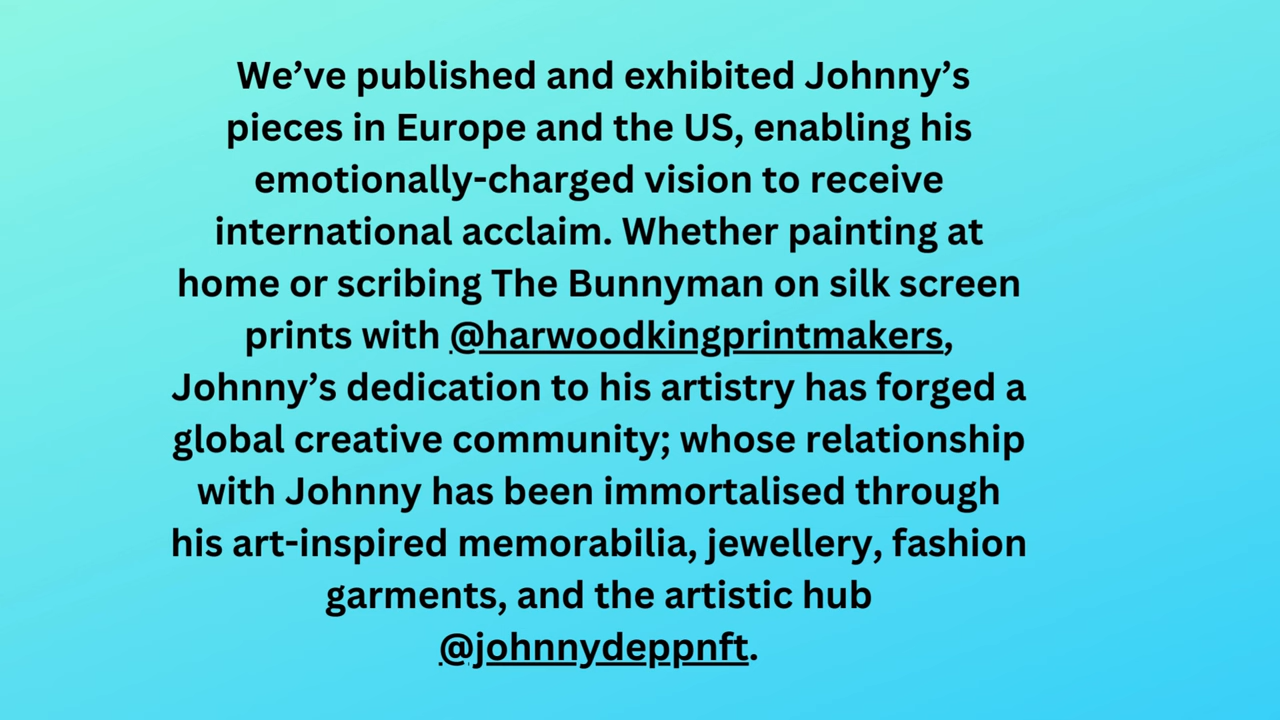 We’ve published and exhibited Johnny’s
pieces in Europe and the US, enabling his
emotionally-charged vision to receive
international acclaim. Whether painting at
home or scribing The Bunnyman on silk screen
prints with @harwoodkingprintmakers,
Johnny’s dedication to his artistry has forged a
global creative community; whose relationship
with Johnny has been immortalised through
his art-inspired memorabilia, jewellery, fashion
garments, and the artistic hub
@johnnydeppnft.